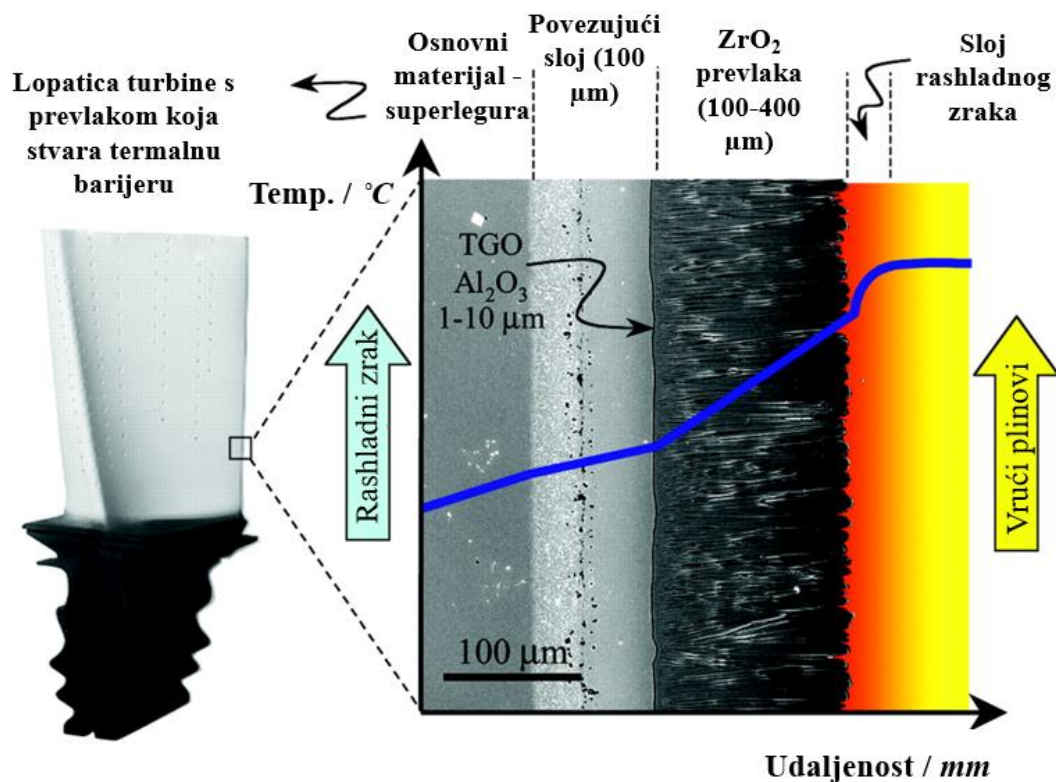 Lopatica turbine s
prevlakom koja
stvara termalnu
barijeru
Osnovni
materijal -
superlegura
Povezujući
sloj (100
μm)
ZrO₂
prevlaka
(100-400
μm)
Sloj
rashladnog
zraka
Temp. / °C
TGO
Al₂O₃
1-10 μm
Rashladni zrak
Vrući plinovi
100 μm
Udaljenost / mm